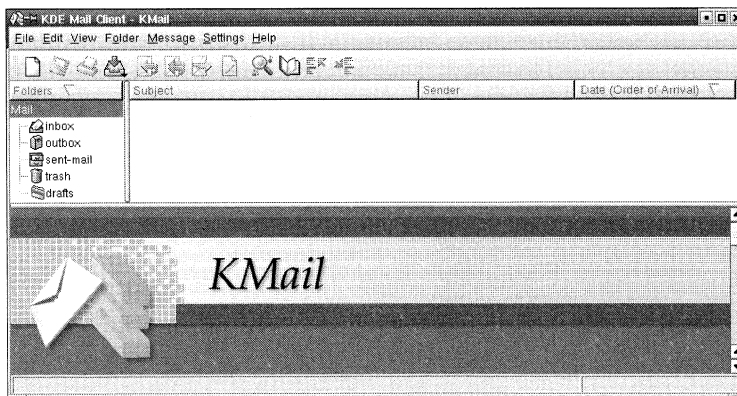 KDE Mail Client - KMail
File Edit View Folder Message Settings Help
Folders Subject Sender Date (Order of Arrival)
Mail
inbox
outbox
sent-mail
trash
drafts
KMail